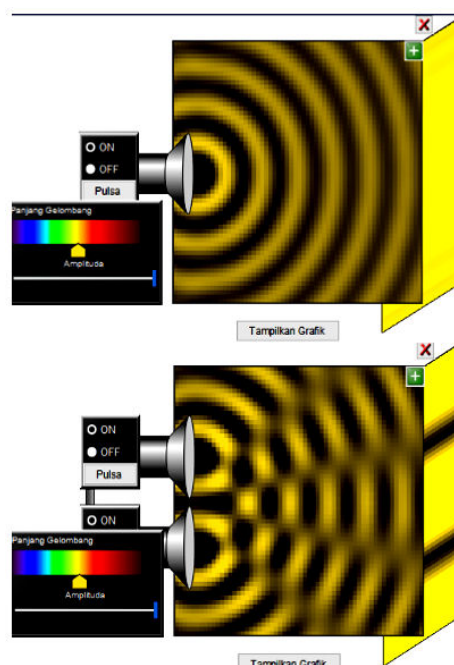 ON
OFF
Pulsa
Panjang Gelombang
Amplituda
Tampilkan Grafik
ON
OFF
Pulsa
ON
Panjang Gelombang
Amplituda
Tampilkan Grafik